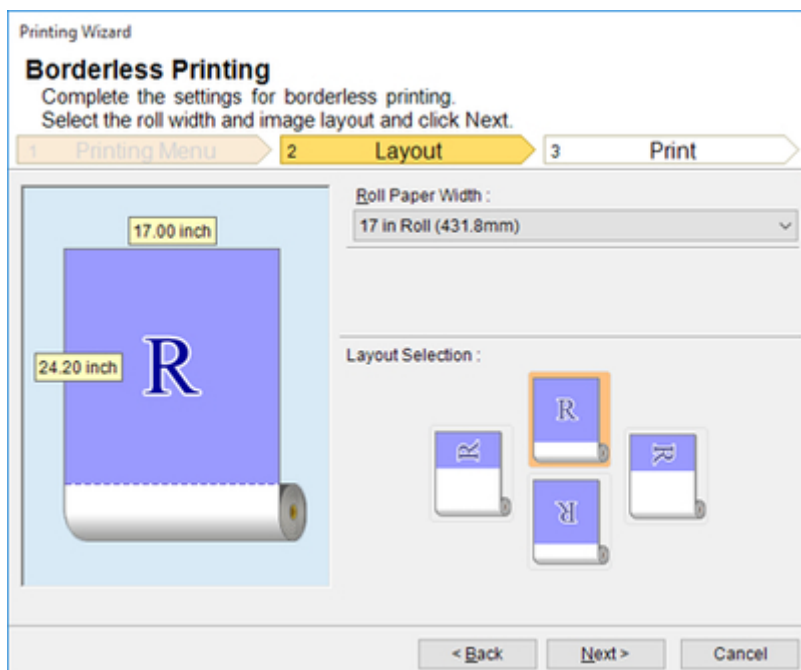 Printing Wizard
Borderless Printing
Complete the settings for borderless printing.
Select the roll width and image layout and click Next.
1 Printing Menu 2 Layout 3 Print
Roll Paper Width :
17 in Roll (431.8mm)
17.00 inch
24.20 inch
R
Layout Selection :
R
R
R
R
< Back Next > Cancel